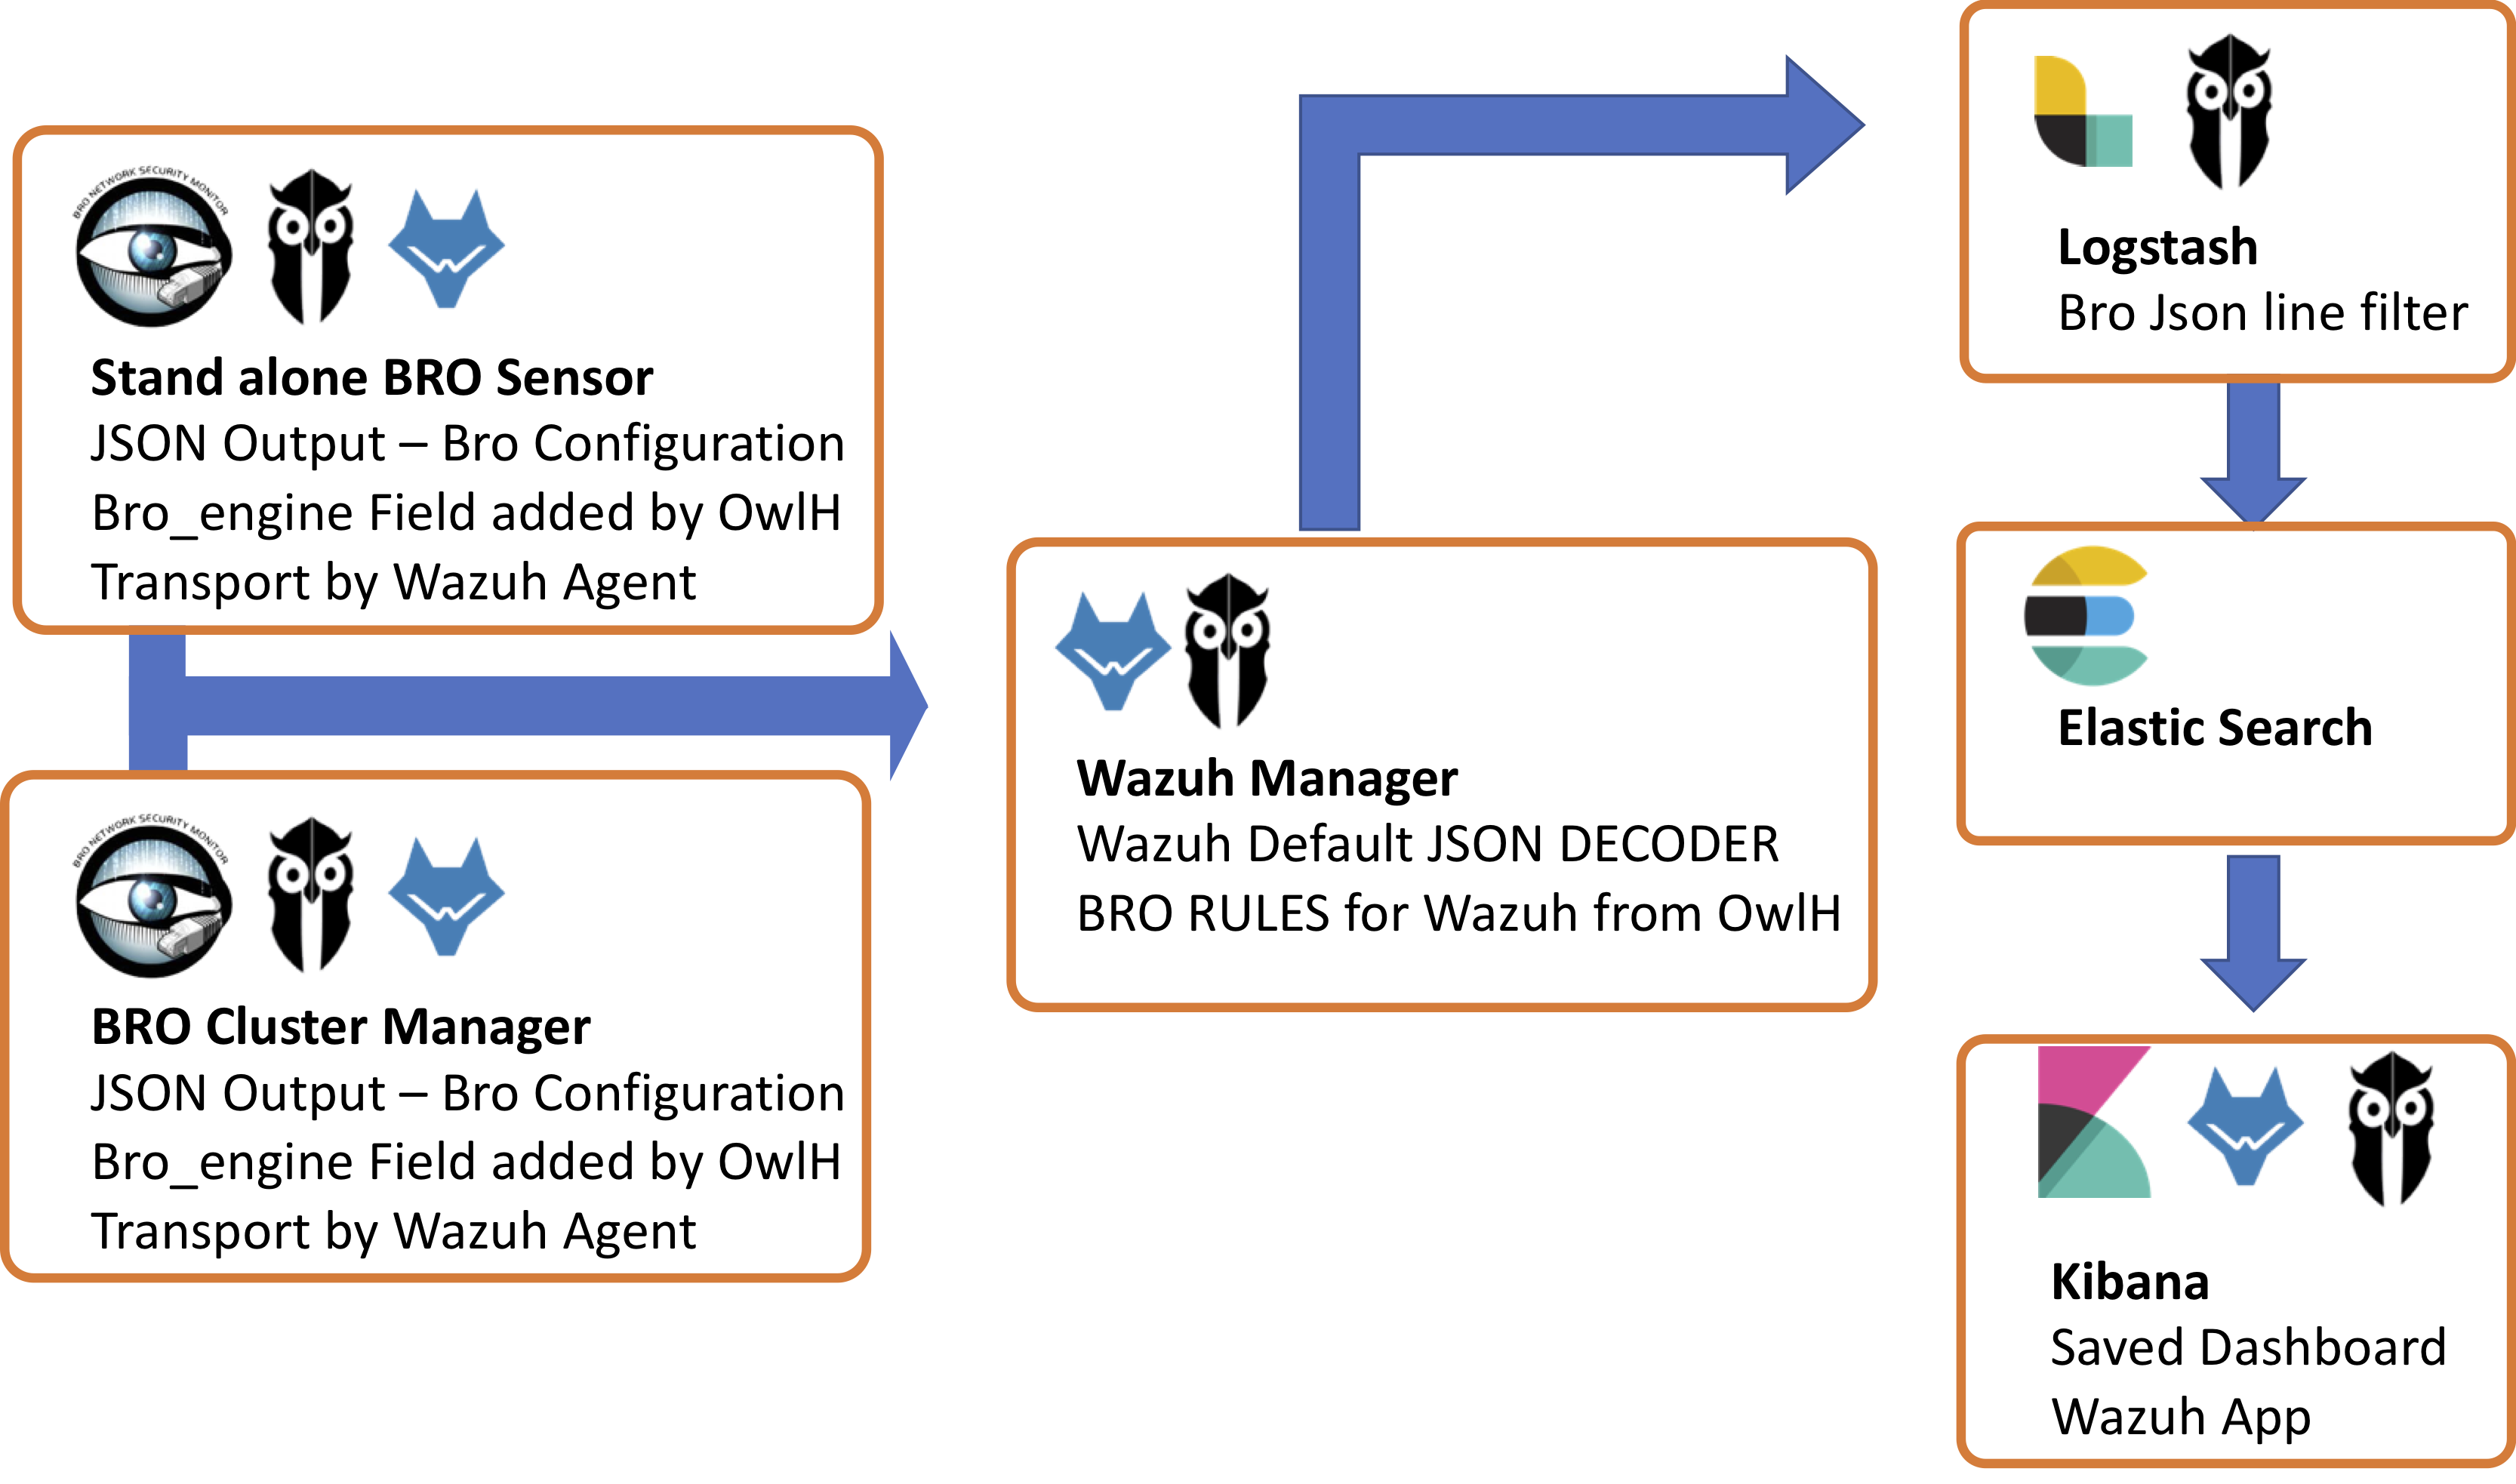 BRO NETWORK SECURITY MONITOR
Stand alone BRO Sensor
JSON Output – Bro Configuration
Bro_engine Field added by OwlH
Transport by Wazuh Agent
BRO NETWORK SECURITY MONITOR
BRO Cluster Manager
JSON Output – Bro Configuration
Bro_engine Field added by OwlH
Transport by Wazuh Agent
Wazuh Manager
Wazuh Default JSON DECODER
BRO RULES for Wazuh from OwlH
Logstash
Bro Json line filter
Elastic Search
Kibana
Saved Dashboard
Wazuh App